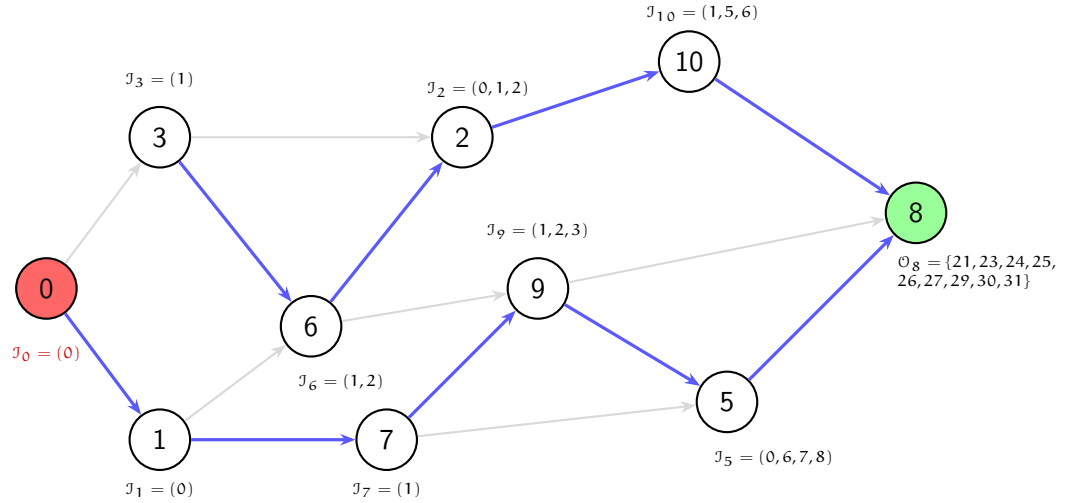 ℐ₁₀ = (1,5,6)
10
ℐ₃ = (1)
ℐ₂ = (0,1,2)
3
2
8
ℐ₉ = (1,2,3)
𝒪₈ = {21,23,24,25,
26,27,29,30,31}
0
9
6
ℐ₀ = (0)
ℐ₆ = (1,2)
5
1
7
ℐ₅ = (0,6,7,8)
ℐ₁ = (0)
ℐ₇ = (1)